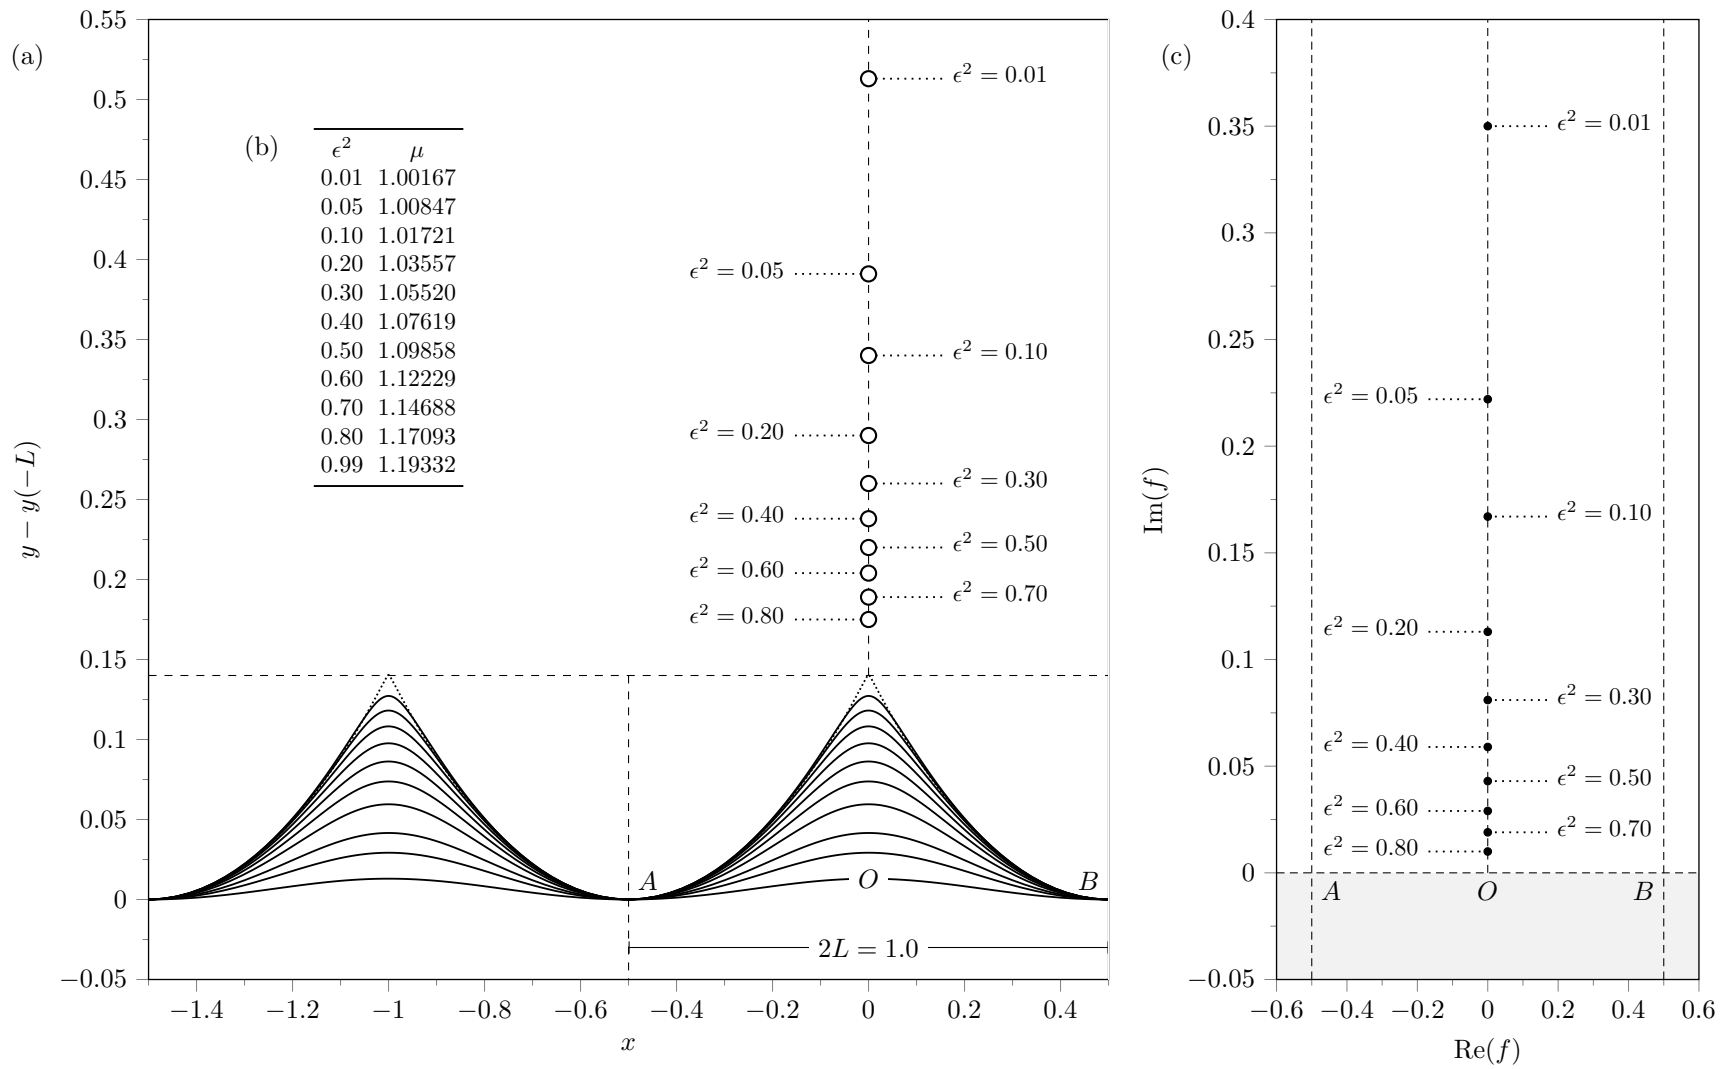 (a)
0.55
0.5
0.45
0.4
0.35
0.3
0.25
0.2
0.15
0.1
0.05
0
−0.05
y − y(−L)
(b)
ϵ² μ
0.01 1.00167
0.05 1.00847
0.10 1.01721
0.20 1.03557
0.30 1.05520
0.40 1.07619
0.50 1.09858
0.60 1.12229
0.70 1.14688
0.80 1.17093
0.99 1.19332
ϵ² = 0.01
ϵ² = 0.05
ϵ² = 0.10
ϵ² = 0.20
ϵ² = 0.30
ϵ² = 0.40
ϵ² = 0.50
ϵ² = 0.60
ϵ² = 0.70
ϵ² = 0.80
A O B
2L = 1.0
−1.4 −1.2 −1 −0.8 −0.6 −0.4 −0.2 0 0.2 0.4
x
(c)
0.4
0.35
0.3
0.25
0.2
0.15
0.1
0.05
0
−0.05
Im(f)
ϵ² = 0.01
ϵ² = 0.05
ϵ² = 0.10
ϵ² = 0.20
ϵ² = 0.30
ϵ² = 0.40
ϵ² = 0.50
ϵ² = 0.60
ϵ² = 0.70
ϵ² = 0.80
A O B
−0.6 −0.4 −0.2 0 0.2 0.4 0.6
Re(f)